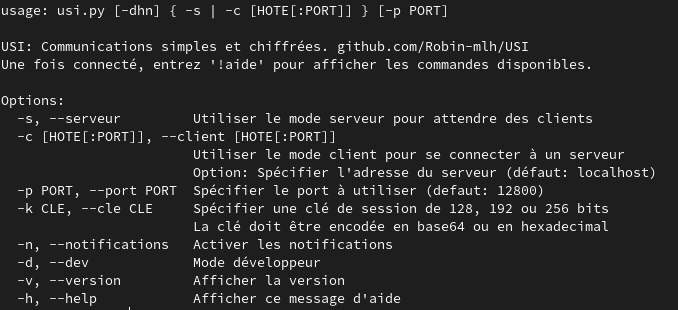 usage: usi.py [-dhn] { -s | -c [HOTE[:PORT]] } [-p PORT]
USI: Communications simples et chiffrées. github.com/Robin-mlh/USI
Une fois connecté, entrez '!aide' pour afficher les commandes disponibles.
Options:
-s, --serveur Utiliser le mode serveur pour attendre des clients
-c [HOTE[:PORT]], --client [HOTE[:PORT]]
Utiliser le mode client pour se connecter à un serveur
Option: Spécifier l'adresse du serveur (défaut: localhost)
-p PORT, --port PORT Spécifier le port à utiliser (defaut: 12800)
-k CLE, --cle CLE Spécifier une clé de session de 128, 192 ou 256 bits
La clé doit être encodée en base64 ou en hexadecimal
-n, --notifications Activer les notifications
-d, --dev Mode développeur
-v, --version Afficher la version
-h, --help Afficher ce message d'aide